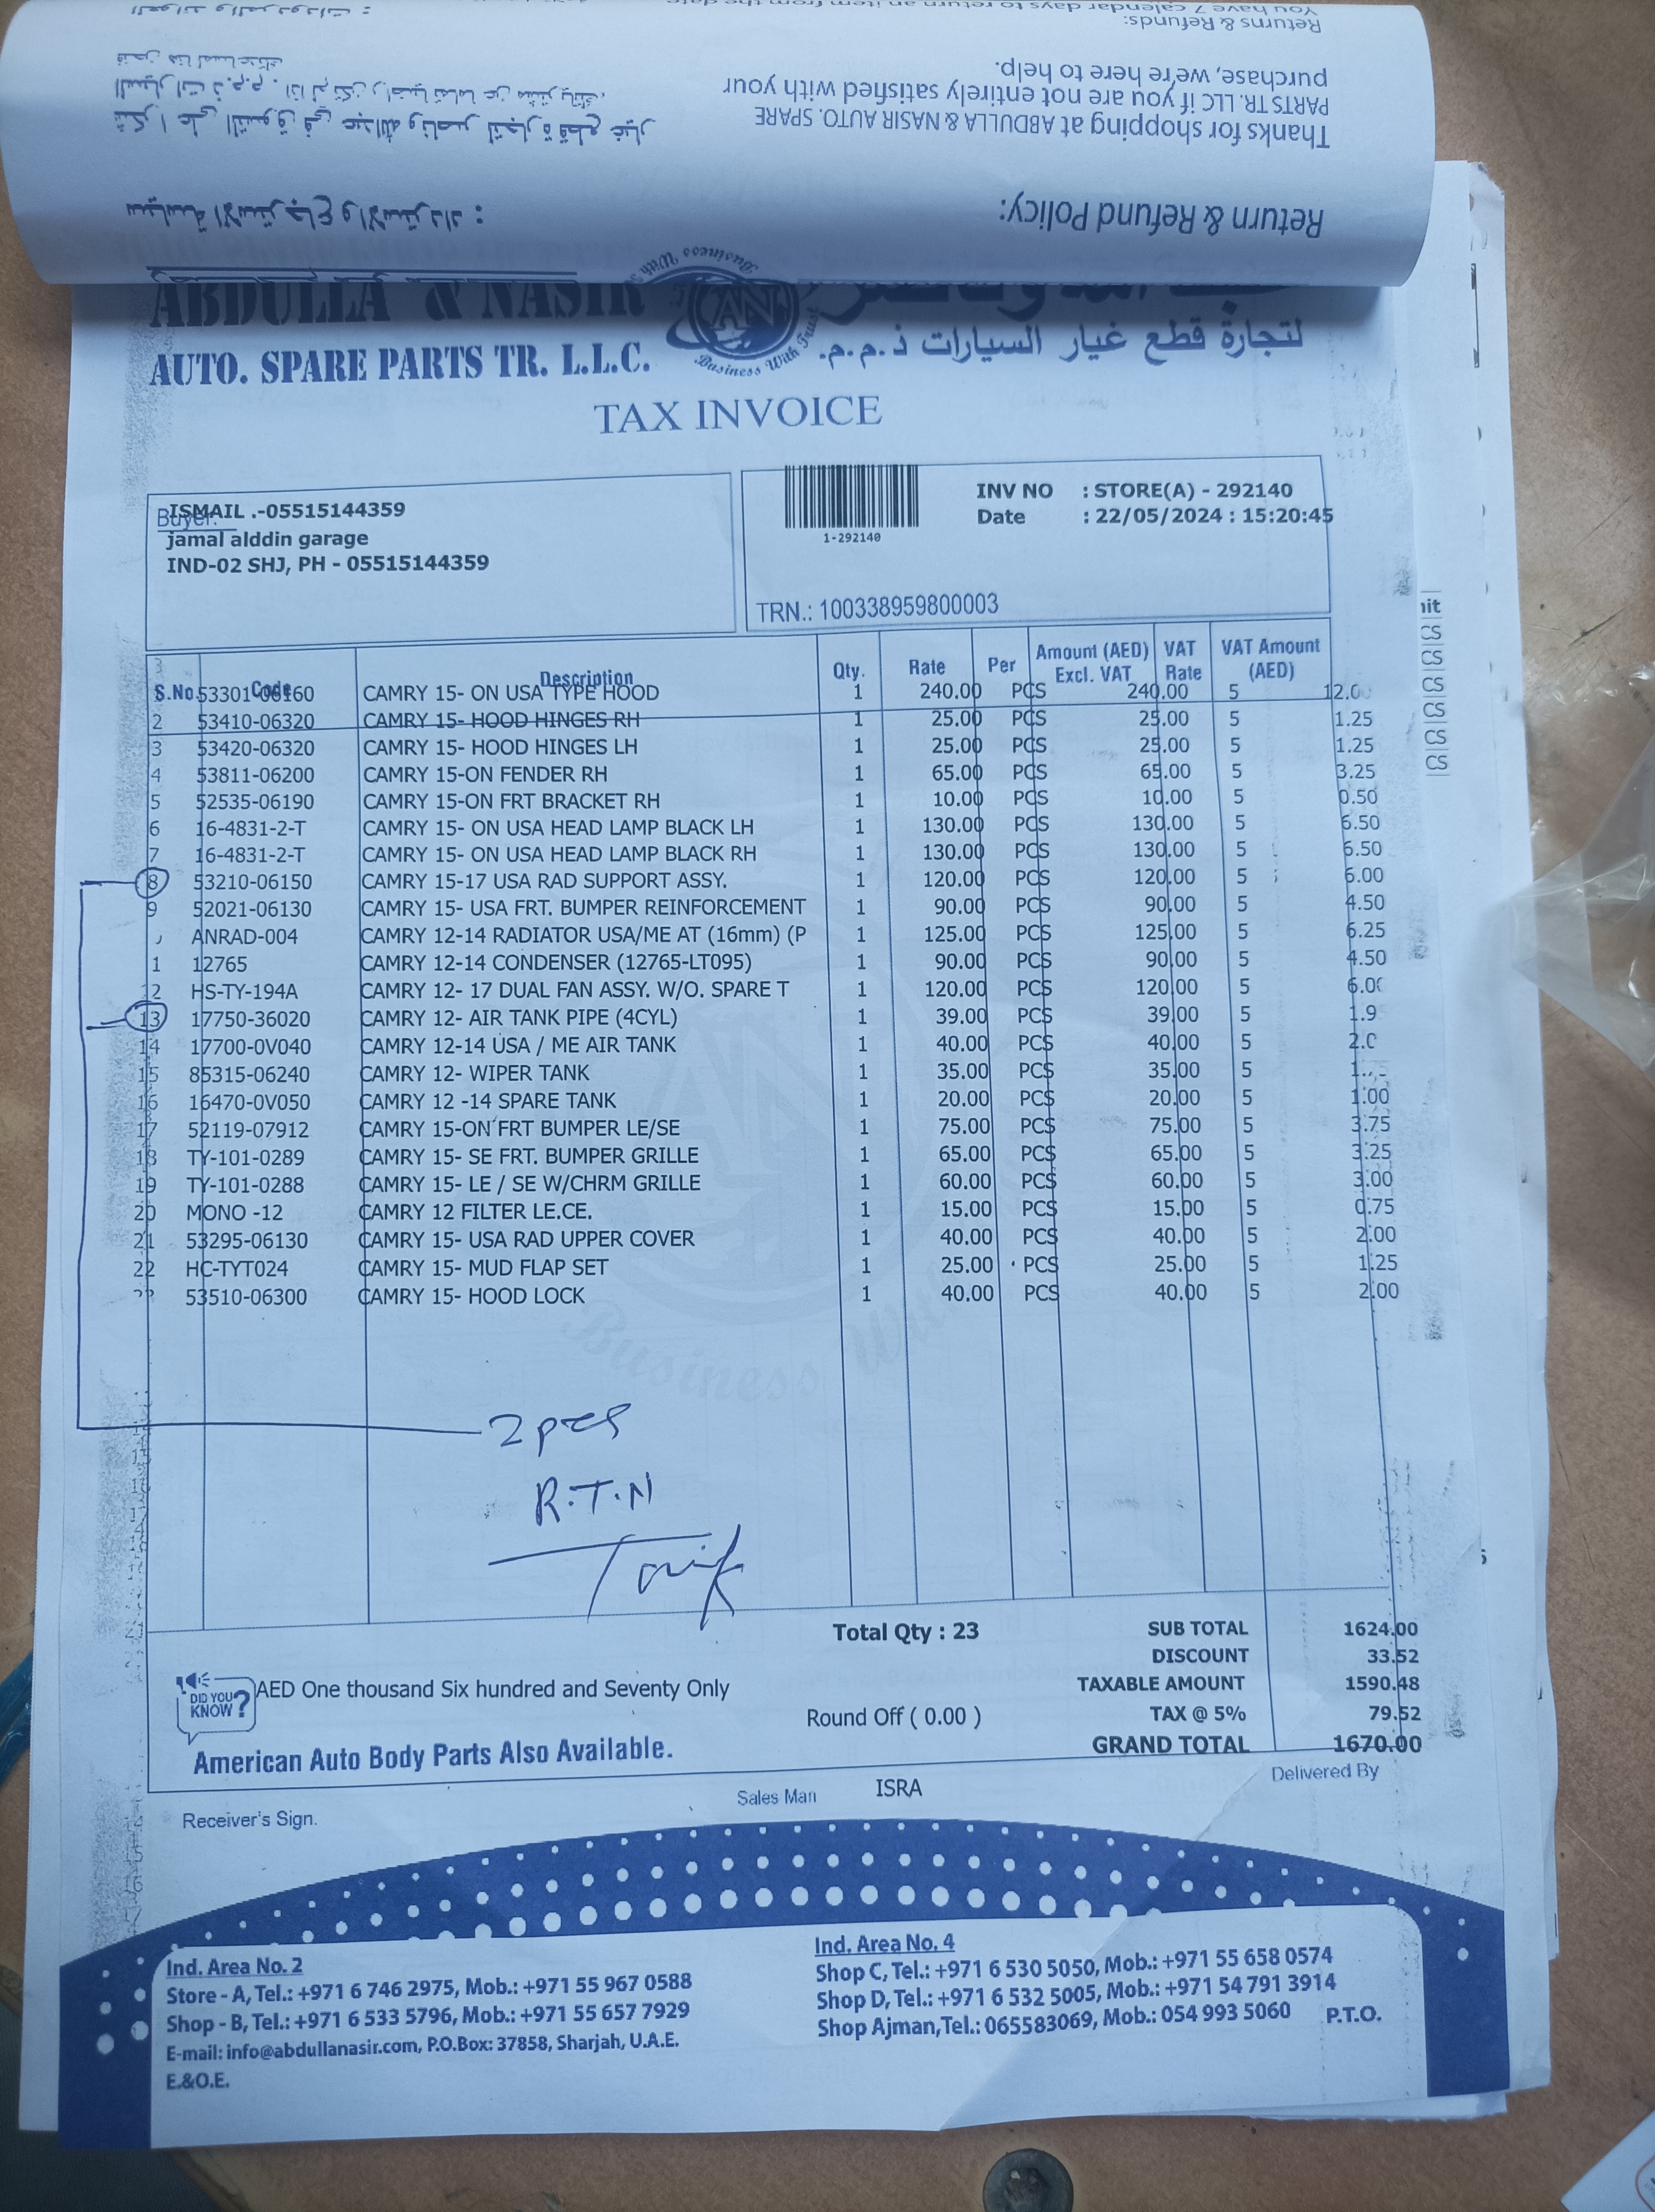 You have 7 calendar days to return an item from the date
Returns & Refunds:
العوائد والمردودات :
purchase, we're here to help.
PARTS TR. LLC if you are not entirely satisfied with your
Thanks for shopping at ABDULLA & NASIR AUTO. SPARE
Return & Refund Policy:
سياسة الاسترجاع والاسترداد :
ABDULLA & NASIR
AUTO. SPARE PARTS TR. L.L.C.
AN
Business With Trust
لتجارة قطع غيار السيارات ذ.م.م.
TAX INVOICE
Buyer:
ISMAIL .-05515144359
jamal alddin garage
IND-02 SHJ, PH - 05515144359
1-292140
INV NO : STORE(A) - 292140
Date : 22/05/2024 : 15:20:45
TRN.: 100338959800003
S.No. Code Description Qty. Rate Per Amount (AED) Excl. VAT VAT Rate VAT Amount (AED)
53301-06160 CAMRY 15- ON USA TYPE HOOD 1 240.00 PCS 240.00 5 12.0
2 53410-06320 CAMRY 15- HOOD HINGES RH 1 25.00 PCS 25.00 5 1.25
3 53420-06320 CAMRY 15- HOOD HINGES LH 1 25.00 PCS 25.00 5 1.25
4 53811-06200 CAMRY 15-ON FENDER RH 1 65.00 PCS 65.00 5 3.25
5 52535-06190 CAMRY 15-ON FRT BRACKET RH 1 10.00 PCS 10.00 5 0.50
6 16-4831-2-T CAMRY 15- ON USA HEAD LAMP BLACK LH 1 130.00 PCS 130.00 5 6.50
7 16-4831-2-T CAMRY 15- ON USA HEAD LAMP BLACK RH 1 130.00 PCS 130.00 5 6.50
8 53210-06150 CAMRY 15-17 USA RAD SUPPORT ASSY. 1 120.00 PCS 120.00 5 6.00
9 52021-06130 CAMRY 15- USA FRT. BUMPER REINFORCEMENT 1 90.00 PCS 90.00 5 4.50
ANRAD-004 CAMRY 12-14 RADIATOR USA/ME AT (16mm) (P 1 125.00 PCS 125.00 5 6.25
1 12765 CAMRY 12-14 CONDENSER (12765-LT095) 1 90.00 PCS 90.00 5 4.50
12 HS-TY-194A CAMRY 12- 17 DUAL FAN ASSY. W/O. SPARE T 1 120.00 PCS 120.00 5 6.00
13 17750-36020 CAMRY 12- AIR TANK PIPE (4CYL) 1 39.00 PCS 39.00 5 1.9
14 17700-0V040 CAMRY 12-14 USA / ME AIR TANK 1 40.00 PCS 40.00 5 2.0
15 85315-06240 CAMRY 12- WIPER TANK 1 35.00 PCS 35.00 5
16 16470-0V050 CAMRY 12 -14 SPARE TANK 1 20.00 PCS 20.00 5 1.00
17 52119-07912 CAMRY 15-ON FRT BUMPER LE/SE 1 75.00 PCS 75.00 5 3.75
18 TY-101-0289 CAMRY 15- SE FRT. BUMPER GRILLE 1 65.00 PCS 65.00 5 3.25
19 TY-101-0288 CAMRY 15- LE / SE W/CHRM GRILLE 1 60.00 PCS 60.00 5 3.00
20 MONO -12 CAMRY 12 FILTER LE.CE. 1 15.00 PCS 15.00 5 0.75
21 53295-06130 CAMRY 15- USA RAD UPPER COVER 1 40.00 PCS 40.00 5 2.00
22 HC-TYT024 CAMRY 15- MUD FLAP SET 1 25.00 PCS 25.00 5 1.25
53510-06300 CAMRY 15- HOOD LOCK 1 40.00 PCS 40.00 5 2.00
2 pcs
R.T.N
Tarif
Total Qty : 23
SUB TOTAL 1624.00
DISCOUNT 33.52
TAXABLE AMOUNT 1590.48
TAX @ 5% 79.52
GRAND TOTAL 1670.00
DID YOU KNOW?
AED One thousand Six hundred and Seventy Only
Round Off ( 0.00 )
American Auto Body Parts Also Available.
Receiver's Sign.
Sales Man ISRA
Delivered By
Ind. Area No. 2
Store - A, Tel.: +971 6 746 2975, Mob.: +971 55 967 0588
Shop - B, Tel.: +971 6 533 5796, Mob.: +971 55 657 7929
E-mail: info@abdullanasir.com, P.O.Box: 37858, Sharjah, U.A.E.
E.&O.E.
Ind. Area No. 4
Shop C, Tel.: +971 6 530 5050, Mob.: +971 55 658 0574
Shop D, Tel.: +971 6 532 5005, Mob.: +971 54 791 3914
Shop Ajman, Tel.: 065583069, Mob.: 054 993 5060
P.T.O.